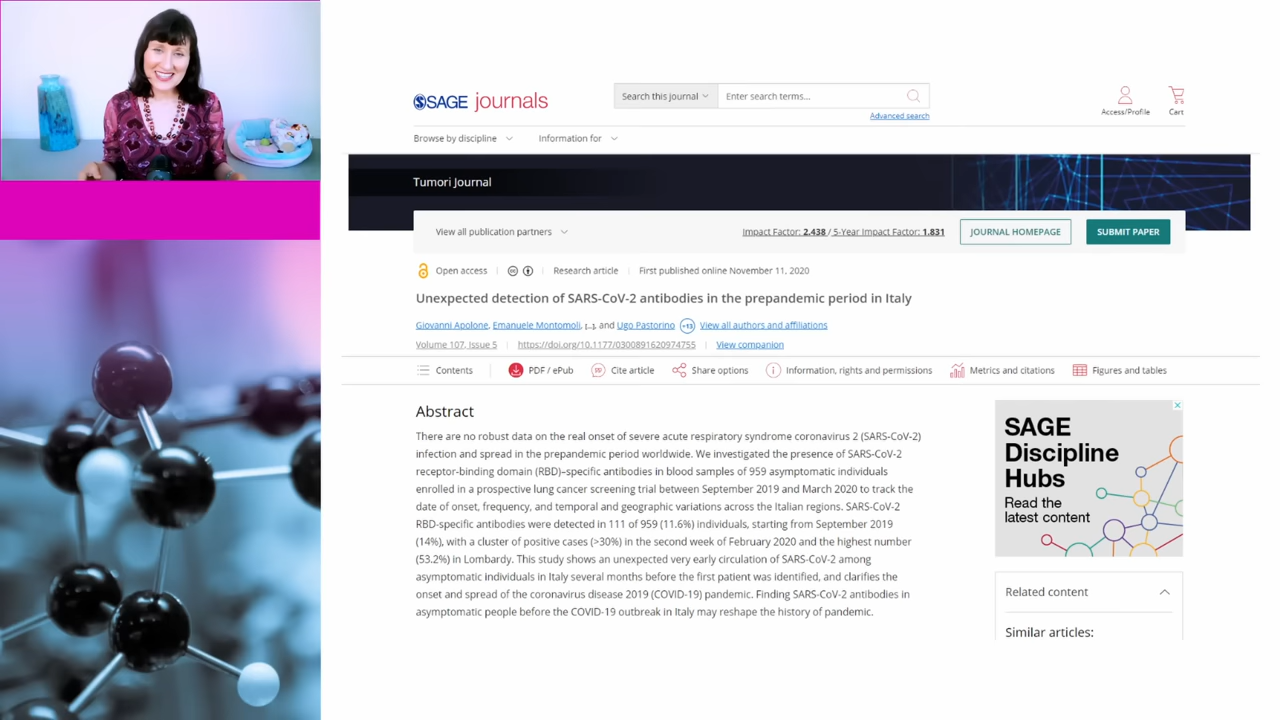 SAGE journals
Search this journal
Enter search terms...
Advanced search
Access/Profile
Cart
Browse by discipline
Information for
Tumori Journal
View all publication partners
Impact Factor: 2.438 / 5-Year Impact Factor: 1.831
JOURNAL HOMEPAGE
SUBMIT PAPER
Open access
Research article
First published online November 11, 2020
Unexpected detection of SARS-CoV-2 antibodies in the prepandemic period in Italy
Giovanni Apolone, Emanuele Montomoli, [...], and Ugo Pastorino +13 View all authors and affiliations
Volume 107, Issue 5
https://doi.org/10.1177/0300891620974755
View companion
Contents
PDF / ePub
Cite article
Share options
Information, rights and permissions
Metrics and citations
Figures and tables
Abstract
There are no robust data on the real onset of severe acute respiratory syndrome coronavirus 2 (SARS-CoV-2)
infection and spread in the prepandemic period worldwide. We investigated the presence of SARS-CoV-2
receptor-binding domain (RBD)–specific antibodies in blood samples of 959 asymptomatic individuals
enrolled in a prospective lung cancer screening trial between September 2019 and March 2020 to track the
date of onset, frequency, and temporal and geographic variations across the Italian regions. SARS-CoV-2
RBD-specific antibodies were detected in 111 of 959 (11.6%) individuals, starting from September 2019
(14%), with a cluster of positive cases (>30%) in the second week of February 2020 and the highest number
(53.2%) in Lombardy. This study shows an unexpected very early circulation of SARS-CoV-2 among
asymptomatic individuals in Italy several months before the first patient was identified, and clarifies the
onset and spread of the coronavirus disease 2019 (COVID-19) pandemic. Finding SARS-CoV-2 antibodies in
asymptomatic people before the COVID-19 outbreak in Italy may reshape the history of pandemic.
SAGE
Discipline
Hubs
Read the
latest content
Related content
Similar articles: